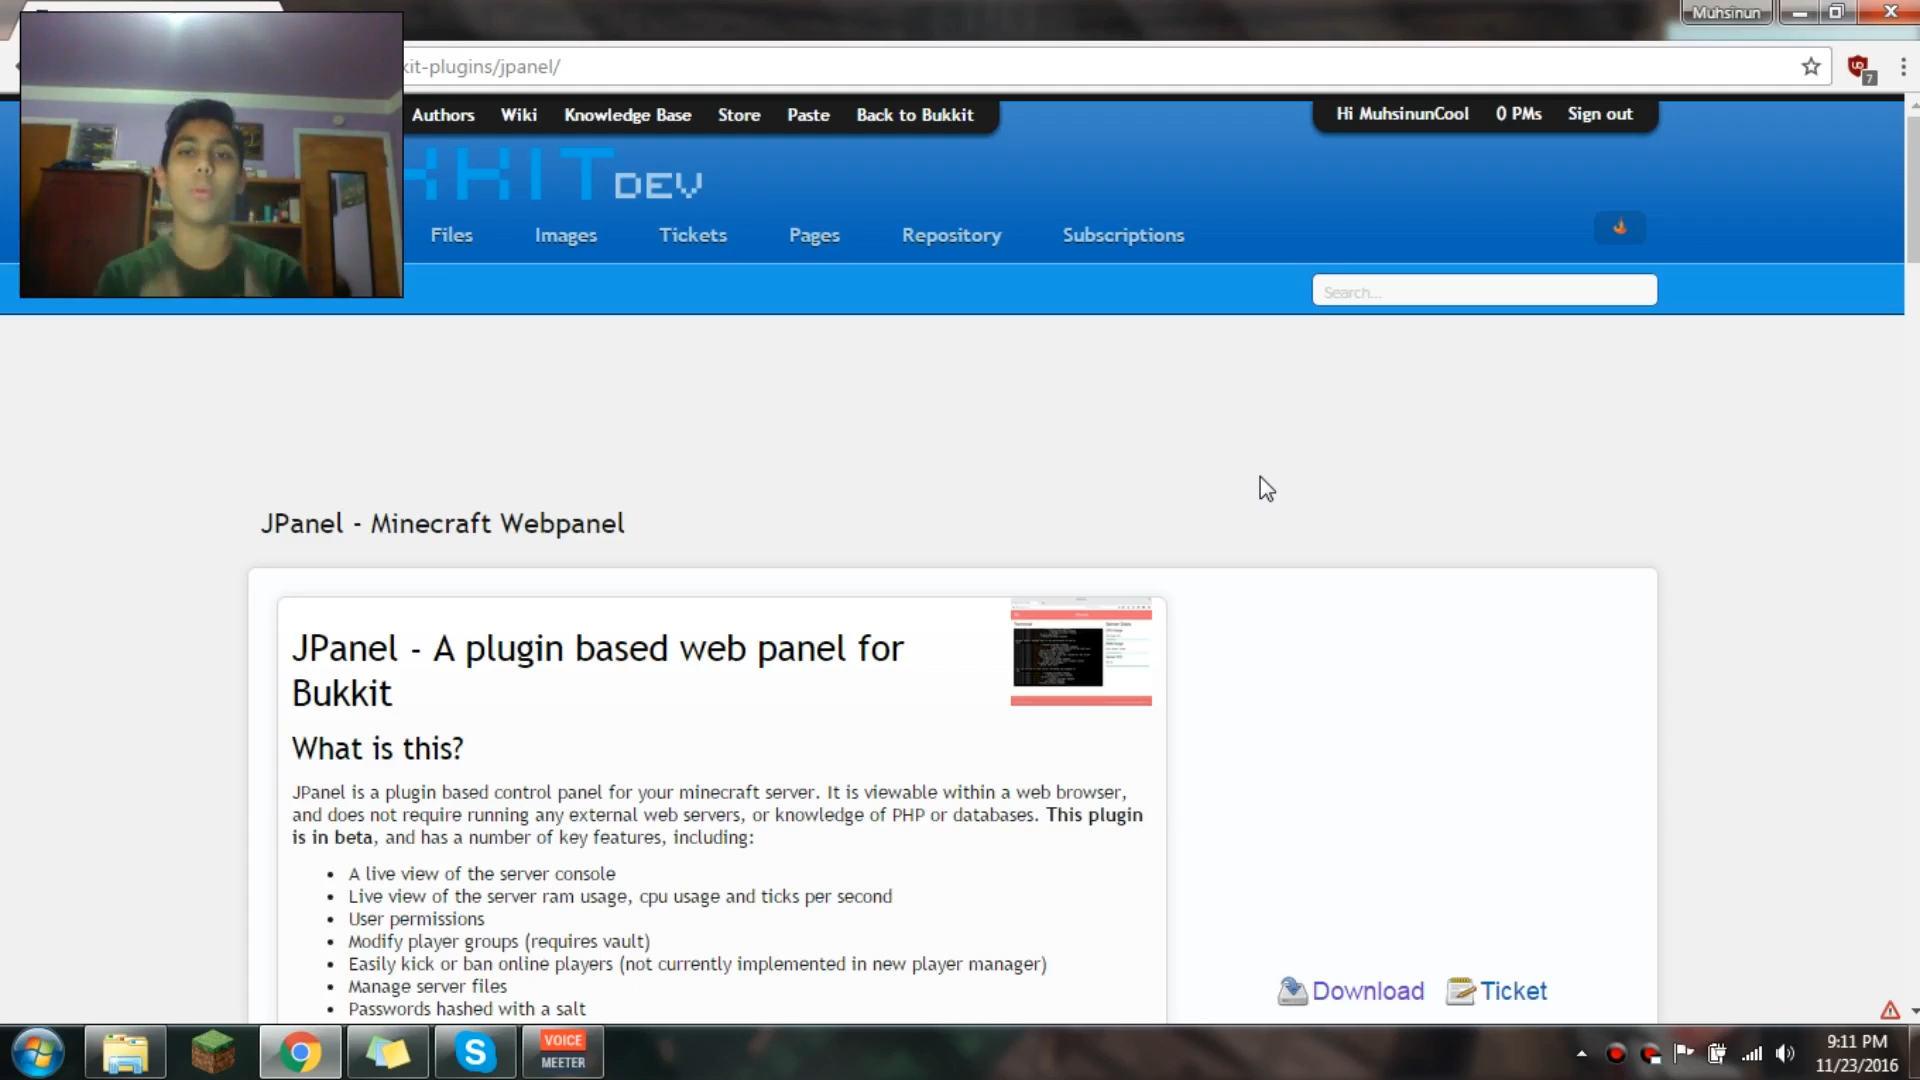 Muhsinun
kit-plugins/jpanel/
7
Authors Wiki Knowledge Base Store Paste Back to Bukkit
Hi MuhsinunCool 0 PMs Sign out
KKIT DEV
Files Images Tickets Pages Repository Subscriptions
Search...
JPanel - Minecraft Webpanel
JPanel - A plugin based web panel for
Bukkit
What is this?
JPanel is a plugin based control panel for your minecraft server. It is viewable within a web browser,
and does not require running any external web servers, or knowledge of PHP or databases. This plugin
is in beta, and has a number of key features, including:
• A live view of the server console
• Live view of the server ram usage, cpu usage and ticks per second
• User permissions
• Modify player groups (requires vault)
• Easily kick or ban online players (not currently implemented in new player manager)
• Manage server files
• Passwords hashed with a salt
Download Ticket
VOICE
MEETER
9:11 PM
11/23/2016